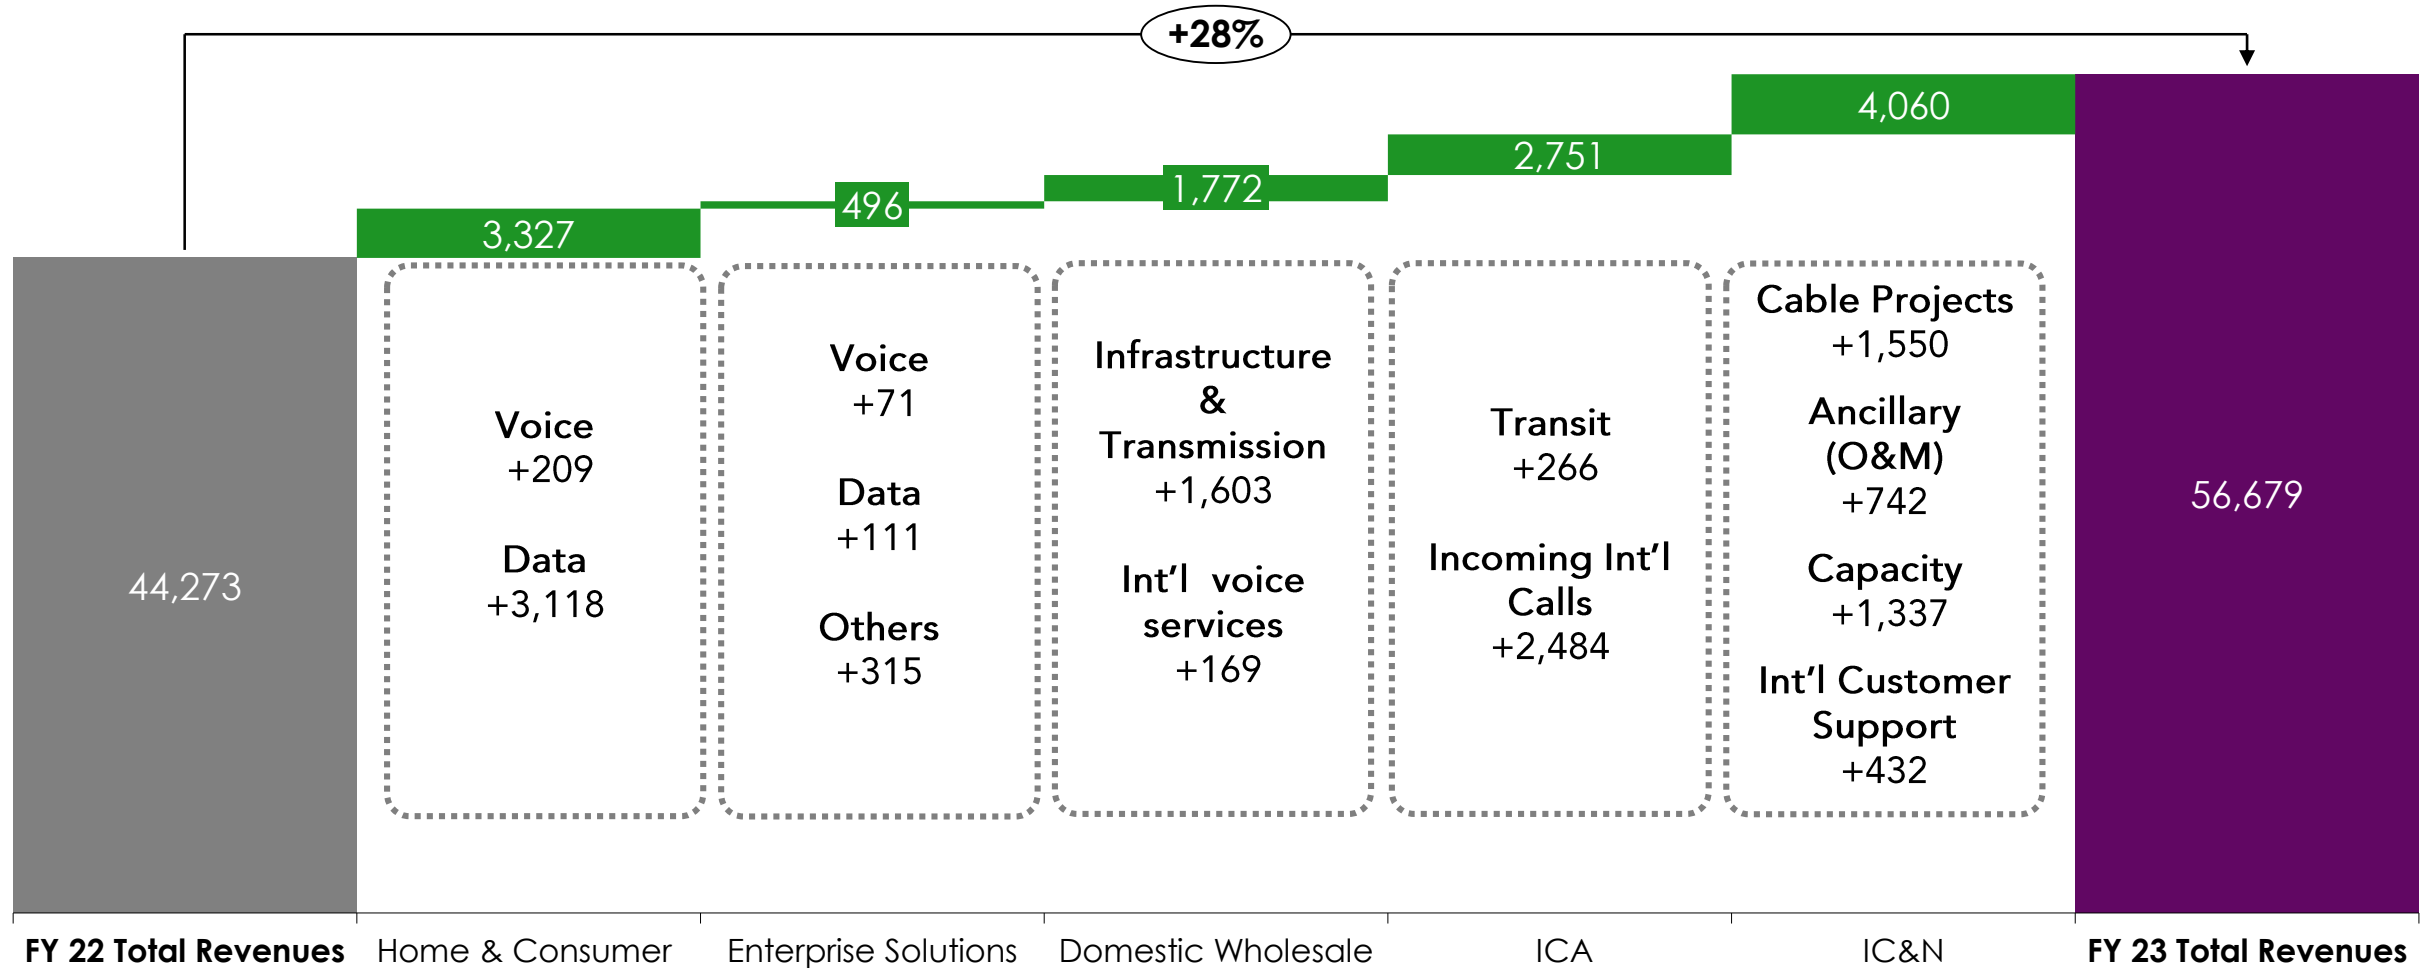 +28%
4,060
2,751
1,772
496
3,327
44,273
Voice
+209
Data
+3,118
Voice
+71
Data
+111
Others
+315
Infrastructure
&
Transmission
+1,603
Int’l voice
services
+169
Transit
+266
Incoming Int’l
Calls
+2,484
Cable Projects
+1,550
Ancillary
(O&M)
+742
Capacity
+1,337
Int’l Customer
Support
+432
56,679
FY 22 Total Revenues
Home & Consumer
Enterprise Solutions
Domestic Wholesale
ICA
IC&N
FY 23 Total Revenues